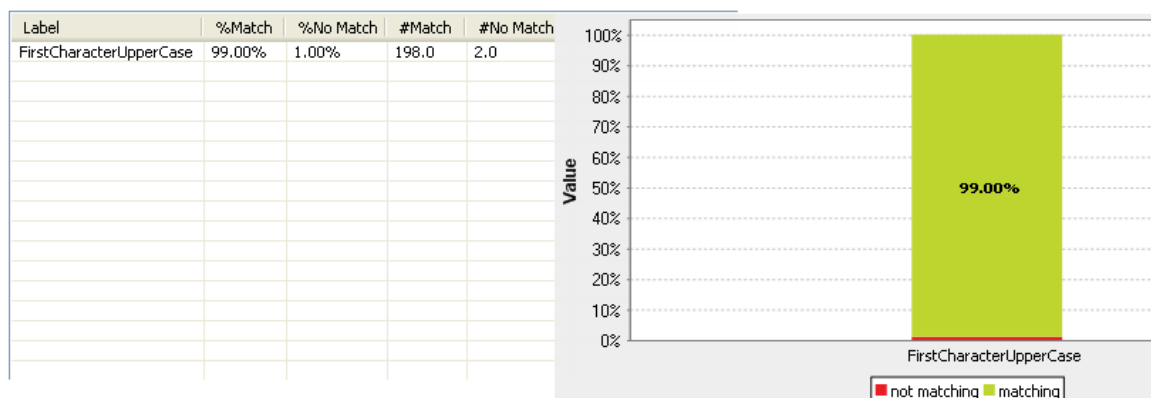 Label %Match %No Match #Match #No Match
FirstCharacterUpperCase 99.00% 1.00% 198.0 2.0
100%
90%
80%
70%
60%
50%
40%
30%
20%
10%
0%
Value
99.00%
FirstCharacterUpperCase
not matching matching